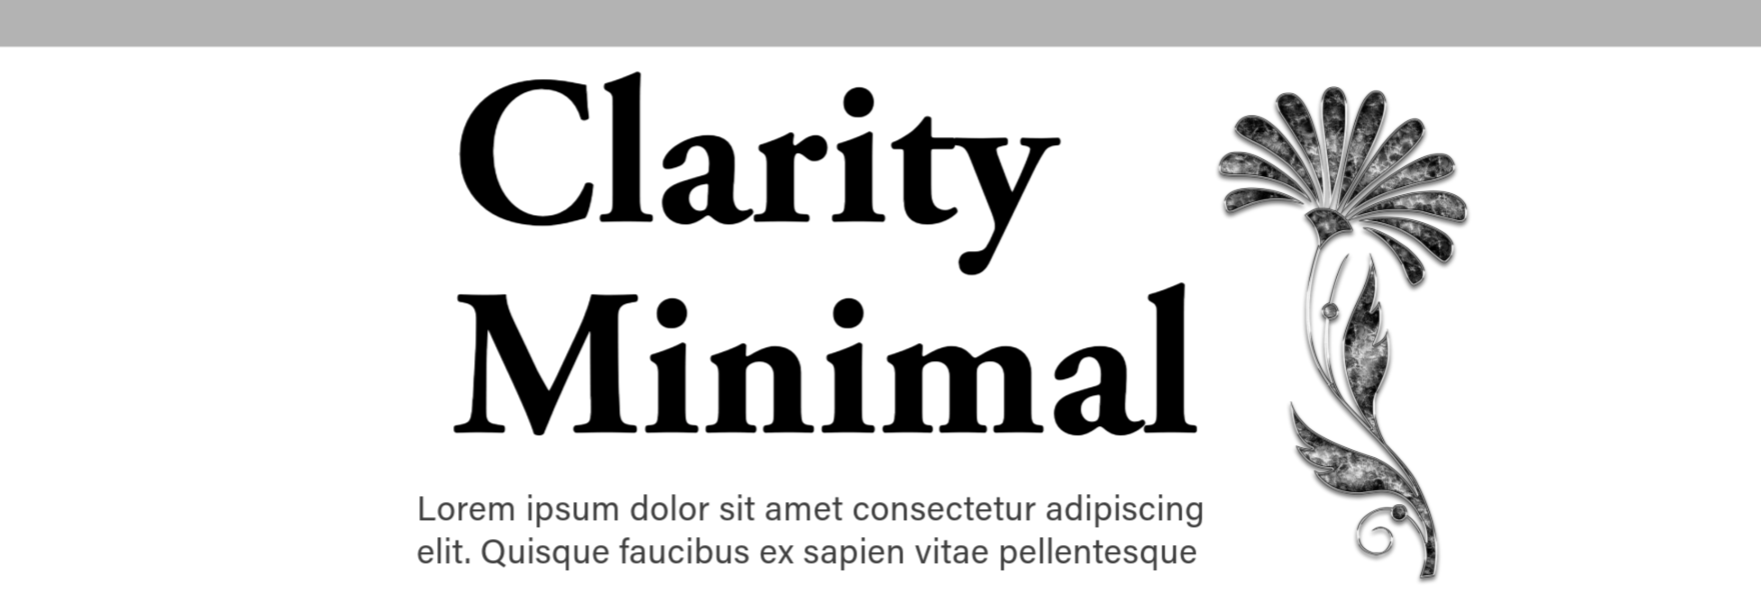 Clarity
Minimal
Lorem ipsum dolor sit amet consectetur adipiscing
elit. Quisque faucibus ex sapien vitae pellentesque